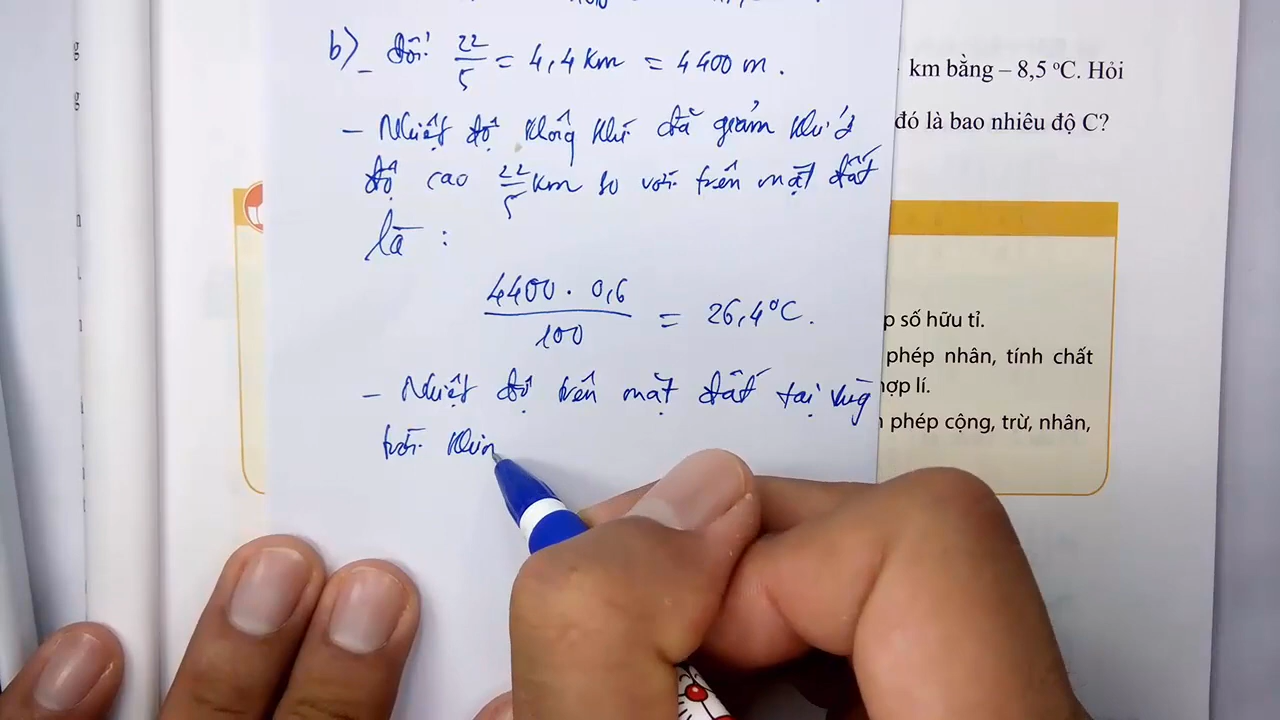 b) - Đổi: 22/5 = 4,4 km = 4400 m.
km bằng – 8,5 °C. Hỏi
đó là bao nhiêu độ C?
- Nhiệt độ không khí đã giảm khi ở
độ cao 22/5 km so với trên mặt đất
là :
4400 . 0,6 / 100 = 26,4°C.
- Nhiệt độ trên mặt đất tại vùng
trời khin
p số hữu tỉ.
phép nhân, tính chất
hợp lí.
phép cộng, trừ, nhân,